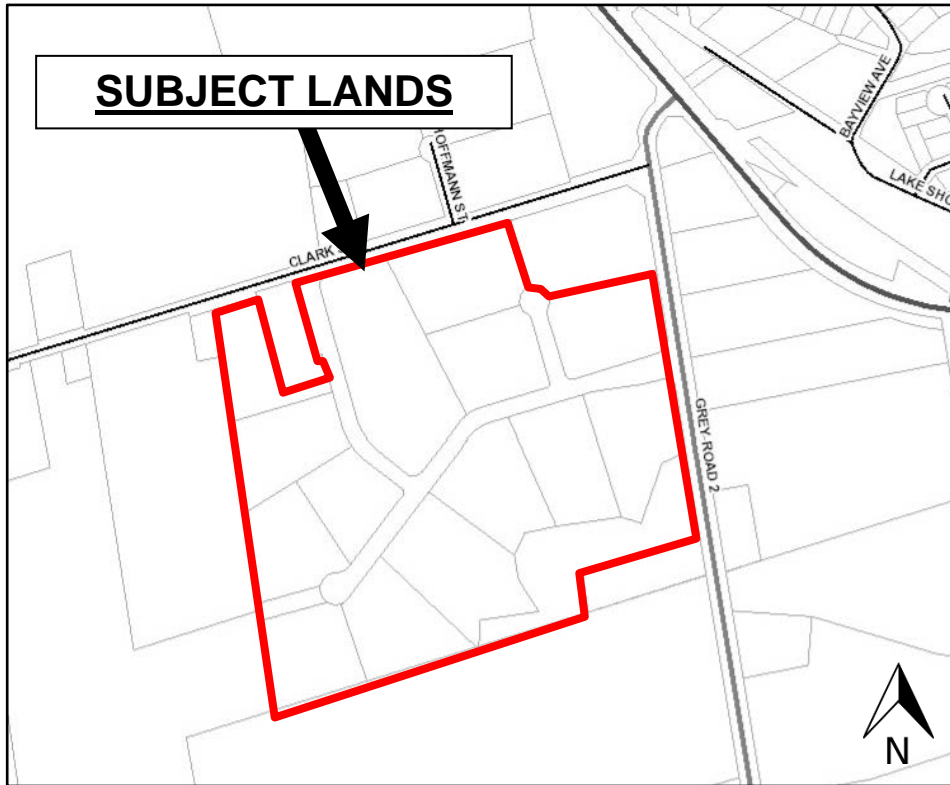 SUBJECT LANDS
BAYVIEW AVE
HOFFMANN ST
LAKE SHO
CLARK
GREY ROAD 2
N